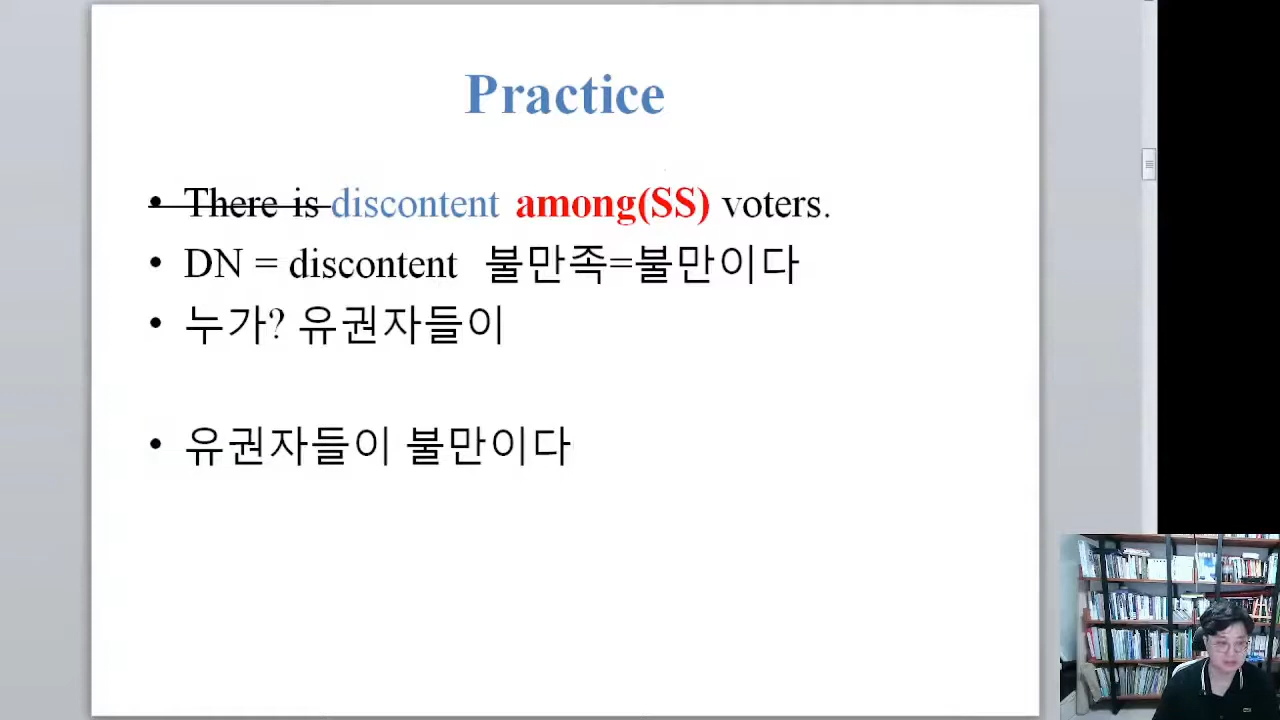 Practice
• There is discontent among(SS) voters.
• DN = discontent 불만족=불만이다
• 누가? 유권자들이
• 유권자들이 불만이다